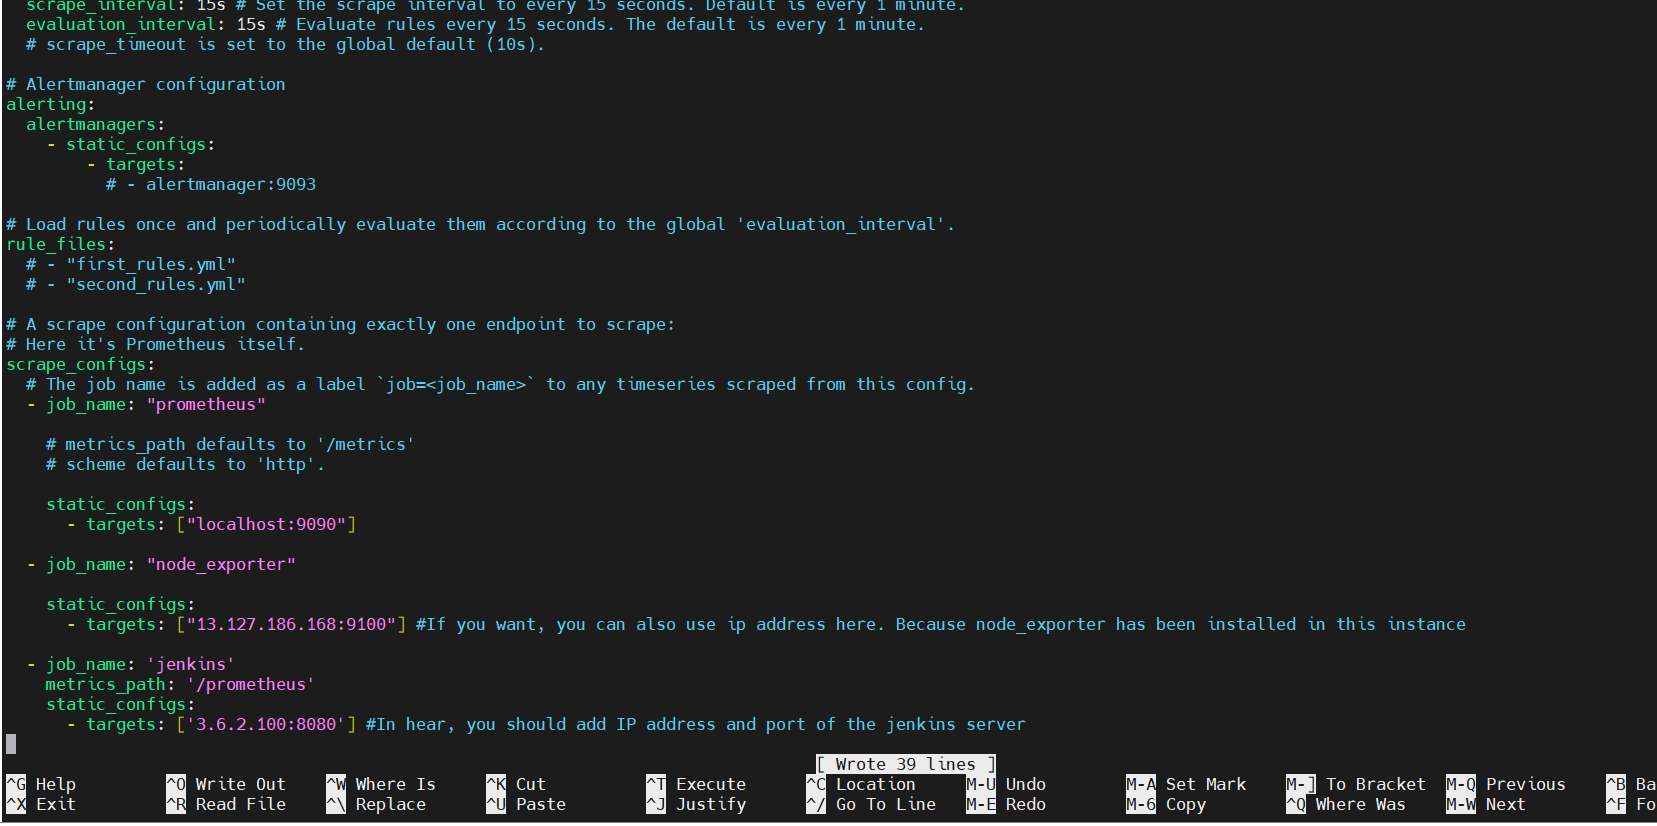 scrape_interval: 15s # Set the scrape interval to every 15 seconds. Default is every 1 minute.
  evaluation_interval: 15s # Evaluate rules every 15 seconds. The default is every 1 minute.
  # scrape_timeout is set to the global default (10s).

# Alertmanager configuration
alerting:
  alertmanagers:
    - static_configs:
        - targets:
          # - alertmanager:9093

# Load rules once and periodically evaluate them according to the global 'evaluation_interval'.
rule_files:
  # - "first_rules.yml"
  # - "second_rules.yml"

# A scrape configuration containing exactly one endpoint to scrape:
# Here it's Prometheus itself.
scrape_configs:
  # The job name is added as a label `job=<job_name>` to any timeseries scraped from this config.
  - job_name: "prometheus"

    # metrics_path defaults to '/metrics'
    # scheme defaults to 'http'.

    static_configs:
      - targets: ["localhost:9090"]

  - job_name: "node_exporter"

    static_configs:
      - targets: ["13.127.186.168:9100"] #If you want, you can also use ip address here. Because node_exporter has been installed in this instance

  - job_name: 'jenkins'
    metrics_path: '/prometheus'
    static_configs:
      - targets: ['3.6.2.100:8080'] #In hear, you should add IP address and port of the jenkins server

[ Wrote 39 lines ]
^G Help ^O Write Out ^W Where Is ^K Cut ^T Execute ^C Location M-U Undo M-A Set Mark M-] To Bracket M-Q Previous ^B Ba
^X Exit ^R Read File ^\ Replace ^U Paste ^J Justify ^/ Go To Line M-E Redo M-6 Copy ^Q Where Was M-W Next ^F Fo